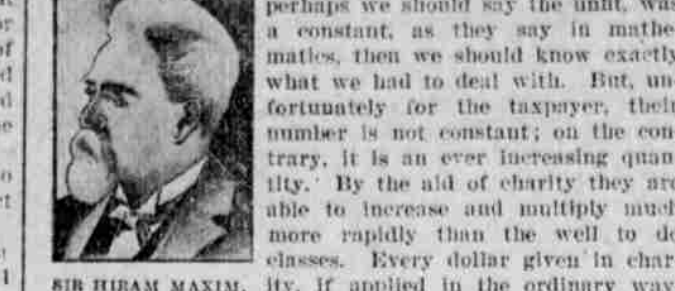 perhaps we should say the unit, was
a constant, as they say in mathe
matics, then we should know exactly
what we had to deal with. But, un
fortunately for the taxpayer, their
number is not constant; on the con
trary, it is an ever increasing quan
tity. By the aid of charity they are
able to increase and multiply much
more rapidly than the well to do
classes. Every dollar given in char
ity, if applied in the ordinary way
SIR HIRAM MAXIM.